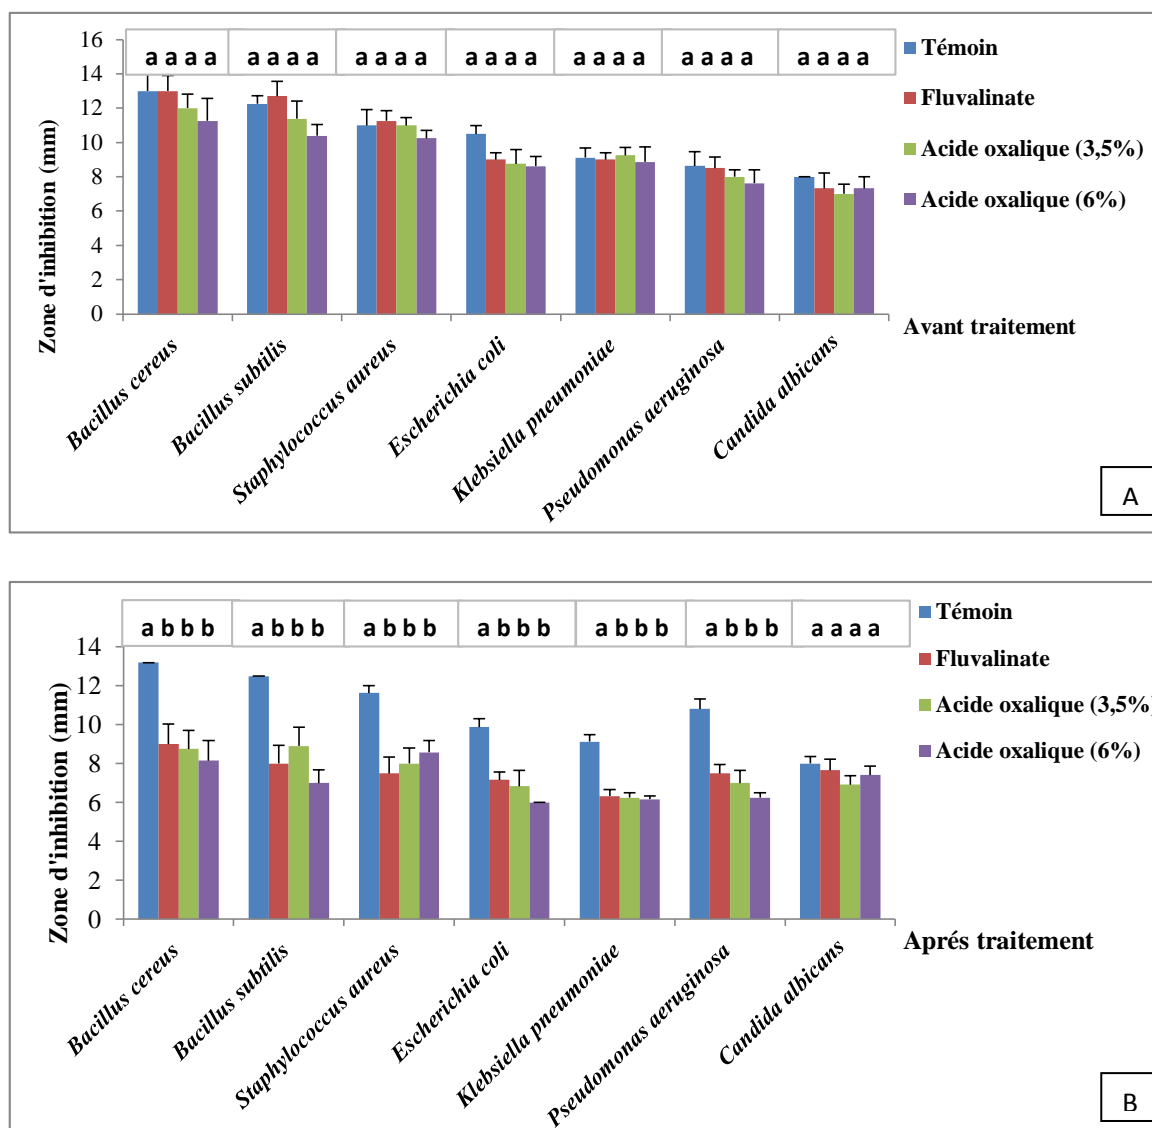 16
14
12
10
8
6
4
2
0
Zone d'inhibition (mm)
a a a a
a a a a
a a a a
a a a a
a a a a
a a a a
a a a a
Témoin
Fluvalinate
Acide oxalique (3,5%)
Acide oxalique (6%)
Avant traitement
Bacillus cereus
Bacillus subtilis
Staphylococcus aureus
Escherichia coli
Klebsiella pneumoniae
Pseudomonas aeruginosa
Candida albicans
A
14
12
10
8
6
4
2
0
Zone d'inhibition (mm)
a b b b
a b b b
a b b b
a b b b
a b b b
a b b b
a a a a
Témoin
Fluvalinate
Acide oxalique (3,5%)
Acide oxalique (6%)
Aprés traitement
Bacillus cereus
Bacillus subtilis
Staphylococcus aureus
Escherichia coli
Klebsiella pneumoniae
Pseudomonas aeruginosa
Candida albicans
B